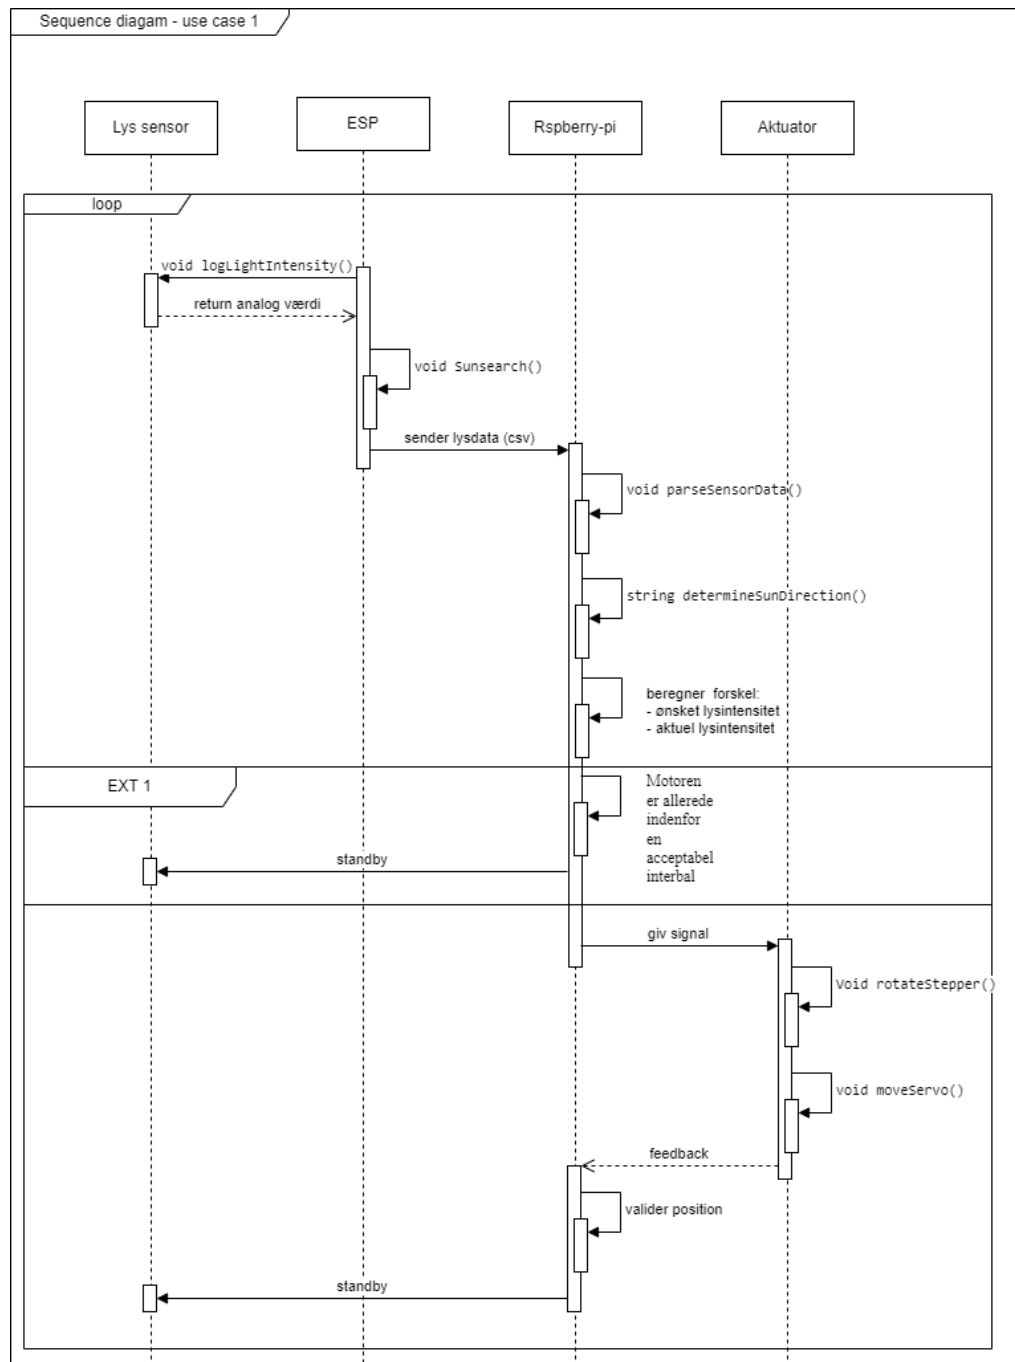 Sequence diagam - use case 1
Lys sensor
ESP
Rspberry-pi
Aktuator
loop
void logLightIntensity()
return analog værdi
void Sunsearch()
sender lysdata (csv)
void parseSensorData()
string determineSunDirection()
beregner forskel:
- ønsket lysintensitet
- aktuel lysintensitet
EXT 1
Motoren
er allerede
indenfor
en
acceptabel
interbal
standby
giv signal
Void rotateStepper()
void moveServo()
feedback
valider position
standby